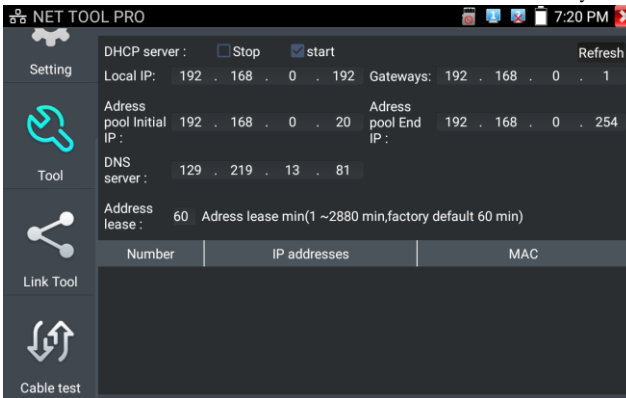 NET TOOL PRO 7:20 PM
Setting
Tool
Link Tool
Cable test
DHCP server : Stop start Refresh
Local IP: 192 . 168 . 0 . 192 Gateways: 192 . 168 . 0 . 1
Adress pool Initial IP : 192 . 168 . 0 . 20 Adress pool End IP : 192 . 168 . 0 . 254
DNS server : 129 . 219 . 13 . 81
Address lease : 60 Adress lease min(1 ~2880 min,factory default 60 min)
Number IP addresses MAC